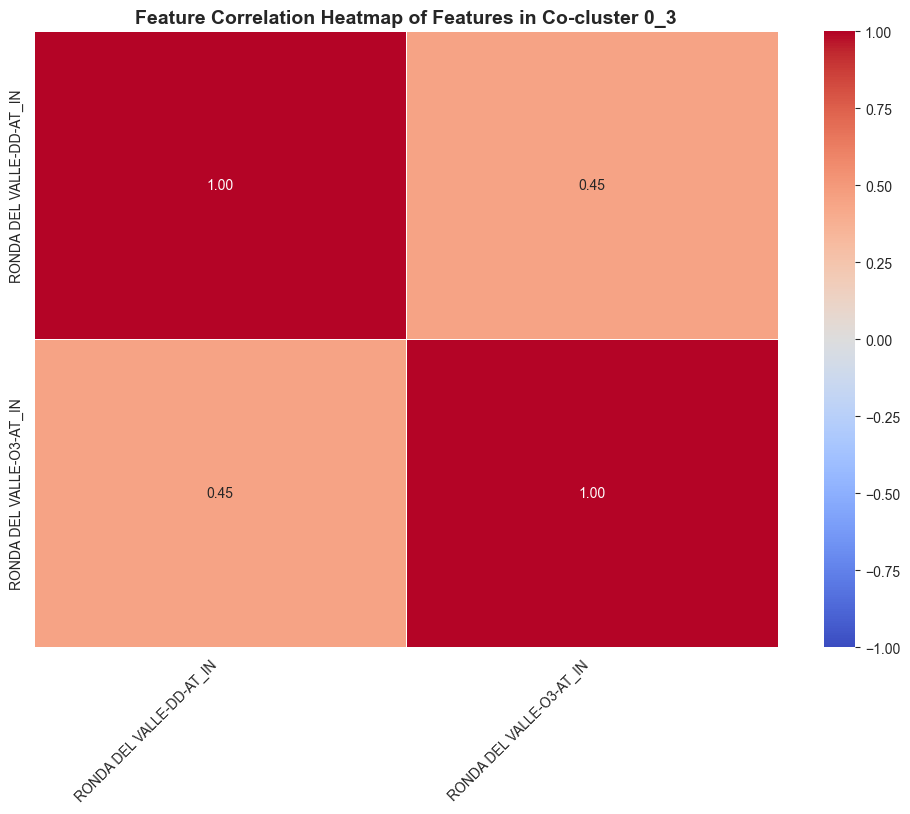 Feature Correlation Heatmap of Features in Co-cluster 0_3
RONDA DEL VALLE-DD-AT_IN
RONDA DEL VALLE-O3-AT_IN
1.00
0.45
0.45
1.00
RONDA DEL VALLE-DD-AT_IN
RONDA DEL VALLE-O3-AT_IN
1.00
0.75
0.50
0.25
0.00
−0.25
−0.50
−0.75
−1.00